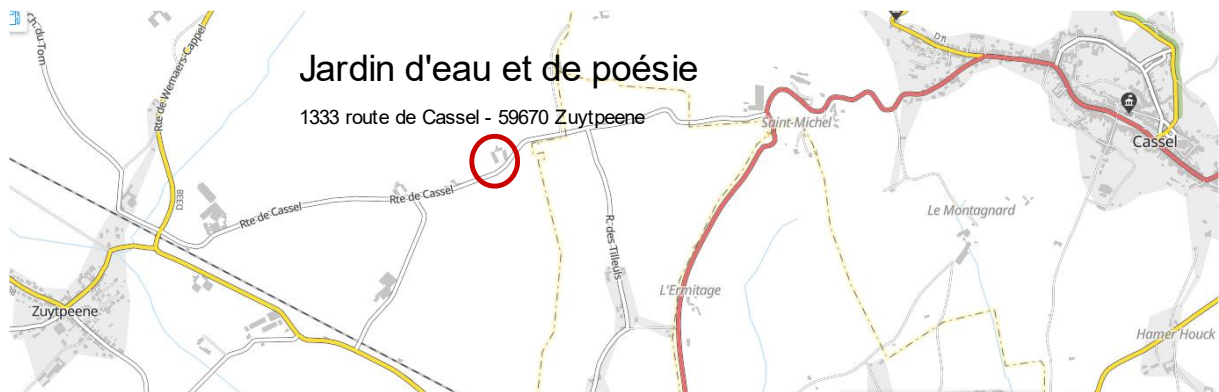 Ch. du Tom
Rte de Wemaers-Cappel
D338
Jardin d'eau et de poésie
1333 route de Cassel - 59670 Zuytpeene
Rte de Cassel
Rte de Cassel
R. des Tilleuls
Saint-Michel
D11
Cassel
Le Montagnard
L'Ermitage
Zuytpeene
Hamer Houck